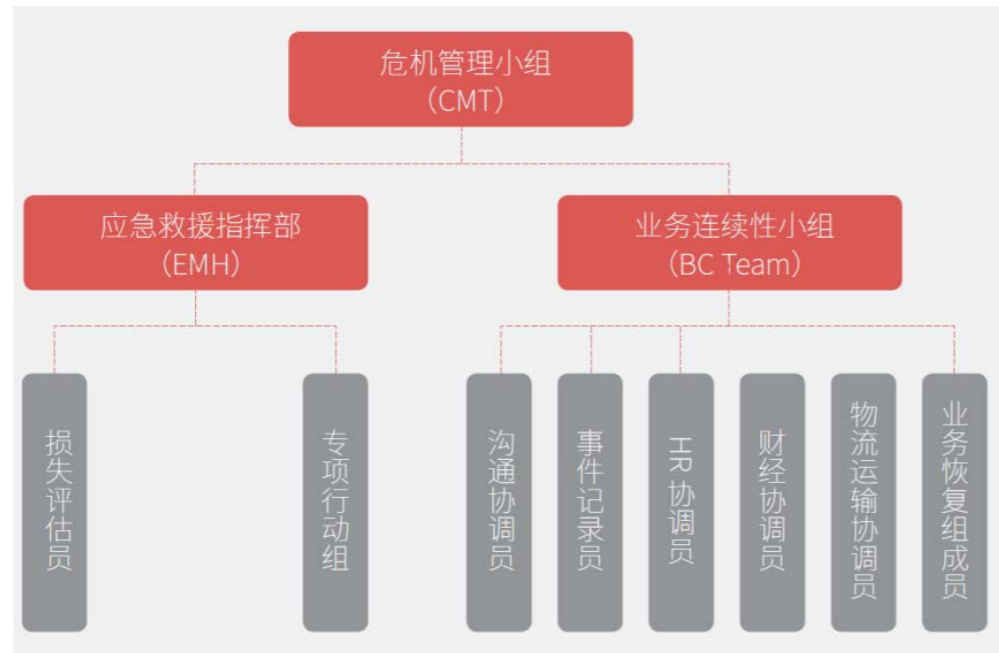 危机管理小组
（CMT）
应急救援指挥部
（EMH）
业务连续性小组
（BC Team）
损失评估员
专项行动组
沟通协调员
事件记录员
HR 协调员
财经协调员
物流运输协调员
业务恢复组成员